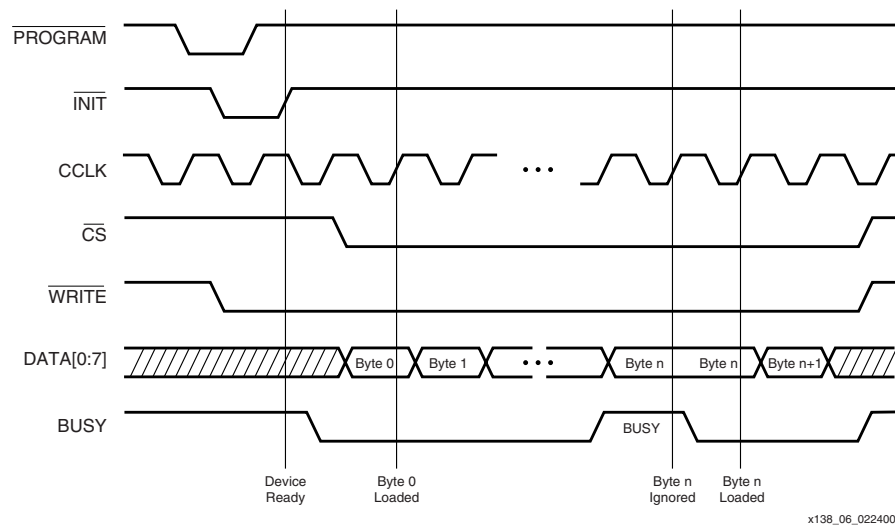 PROGRAM
INIT
CCLK
CS
WRITE
DATA[0:7]
Byte 0
Byte 1
Byte n
Byte n
Byte n+1
BUSY
BUSY
Device
Ready
Byte 0
Loaded
Byte n
Ignored
Byte n
Loaded
x138_06_022400